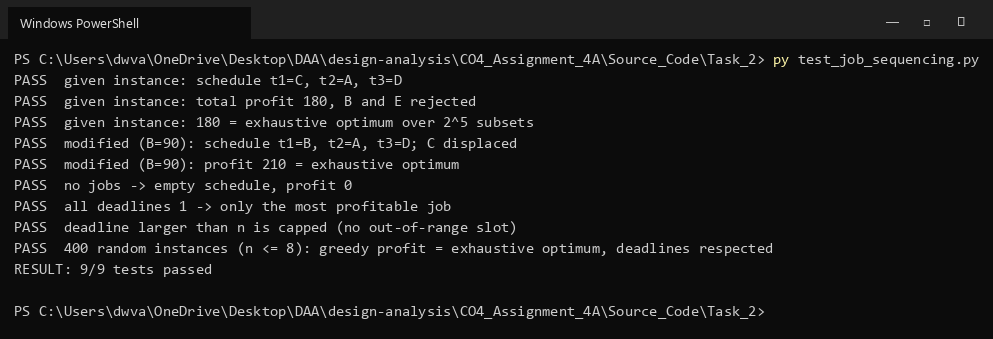 Windows PowerShell
PS C:\Users\dwva\OneDrive\Desktop\DAA\design-analysis\CO4_Assignment_4A\Source_Code\Task_2> py test_job_sequencing.py
PASS  given instance: schedule t1=C, t2=A, t3=D
PASS  given instance: total profit 180, B and E rejected
PASS  given instance: 180 = exhaustive optimum over 2^5 subsets
PASS  modified (B=90): schedule t1=B, t2=A, t3=D; C displaced
PASS  modified (B=90): profit 210 = exhaustive optimum
PASS  no jobs -> empty schedule, profit 0
PASS  all deadlines 1 -> only the most profitable job
PASS  deadline larger than n is capped (no out-of-range slot)
PASS  400 random instances (n <= 8): greedy profit = exhaustive optimum, deadlines respected
RESULT: 9/9 tests passed
PS C:\Users\dwva\OneDrive\Desktop\DAA\design-analysis\CO4_Assignment_4A\Source_Code\Task_2>